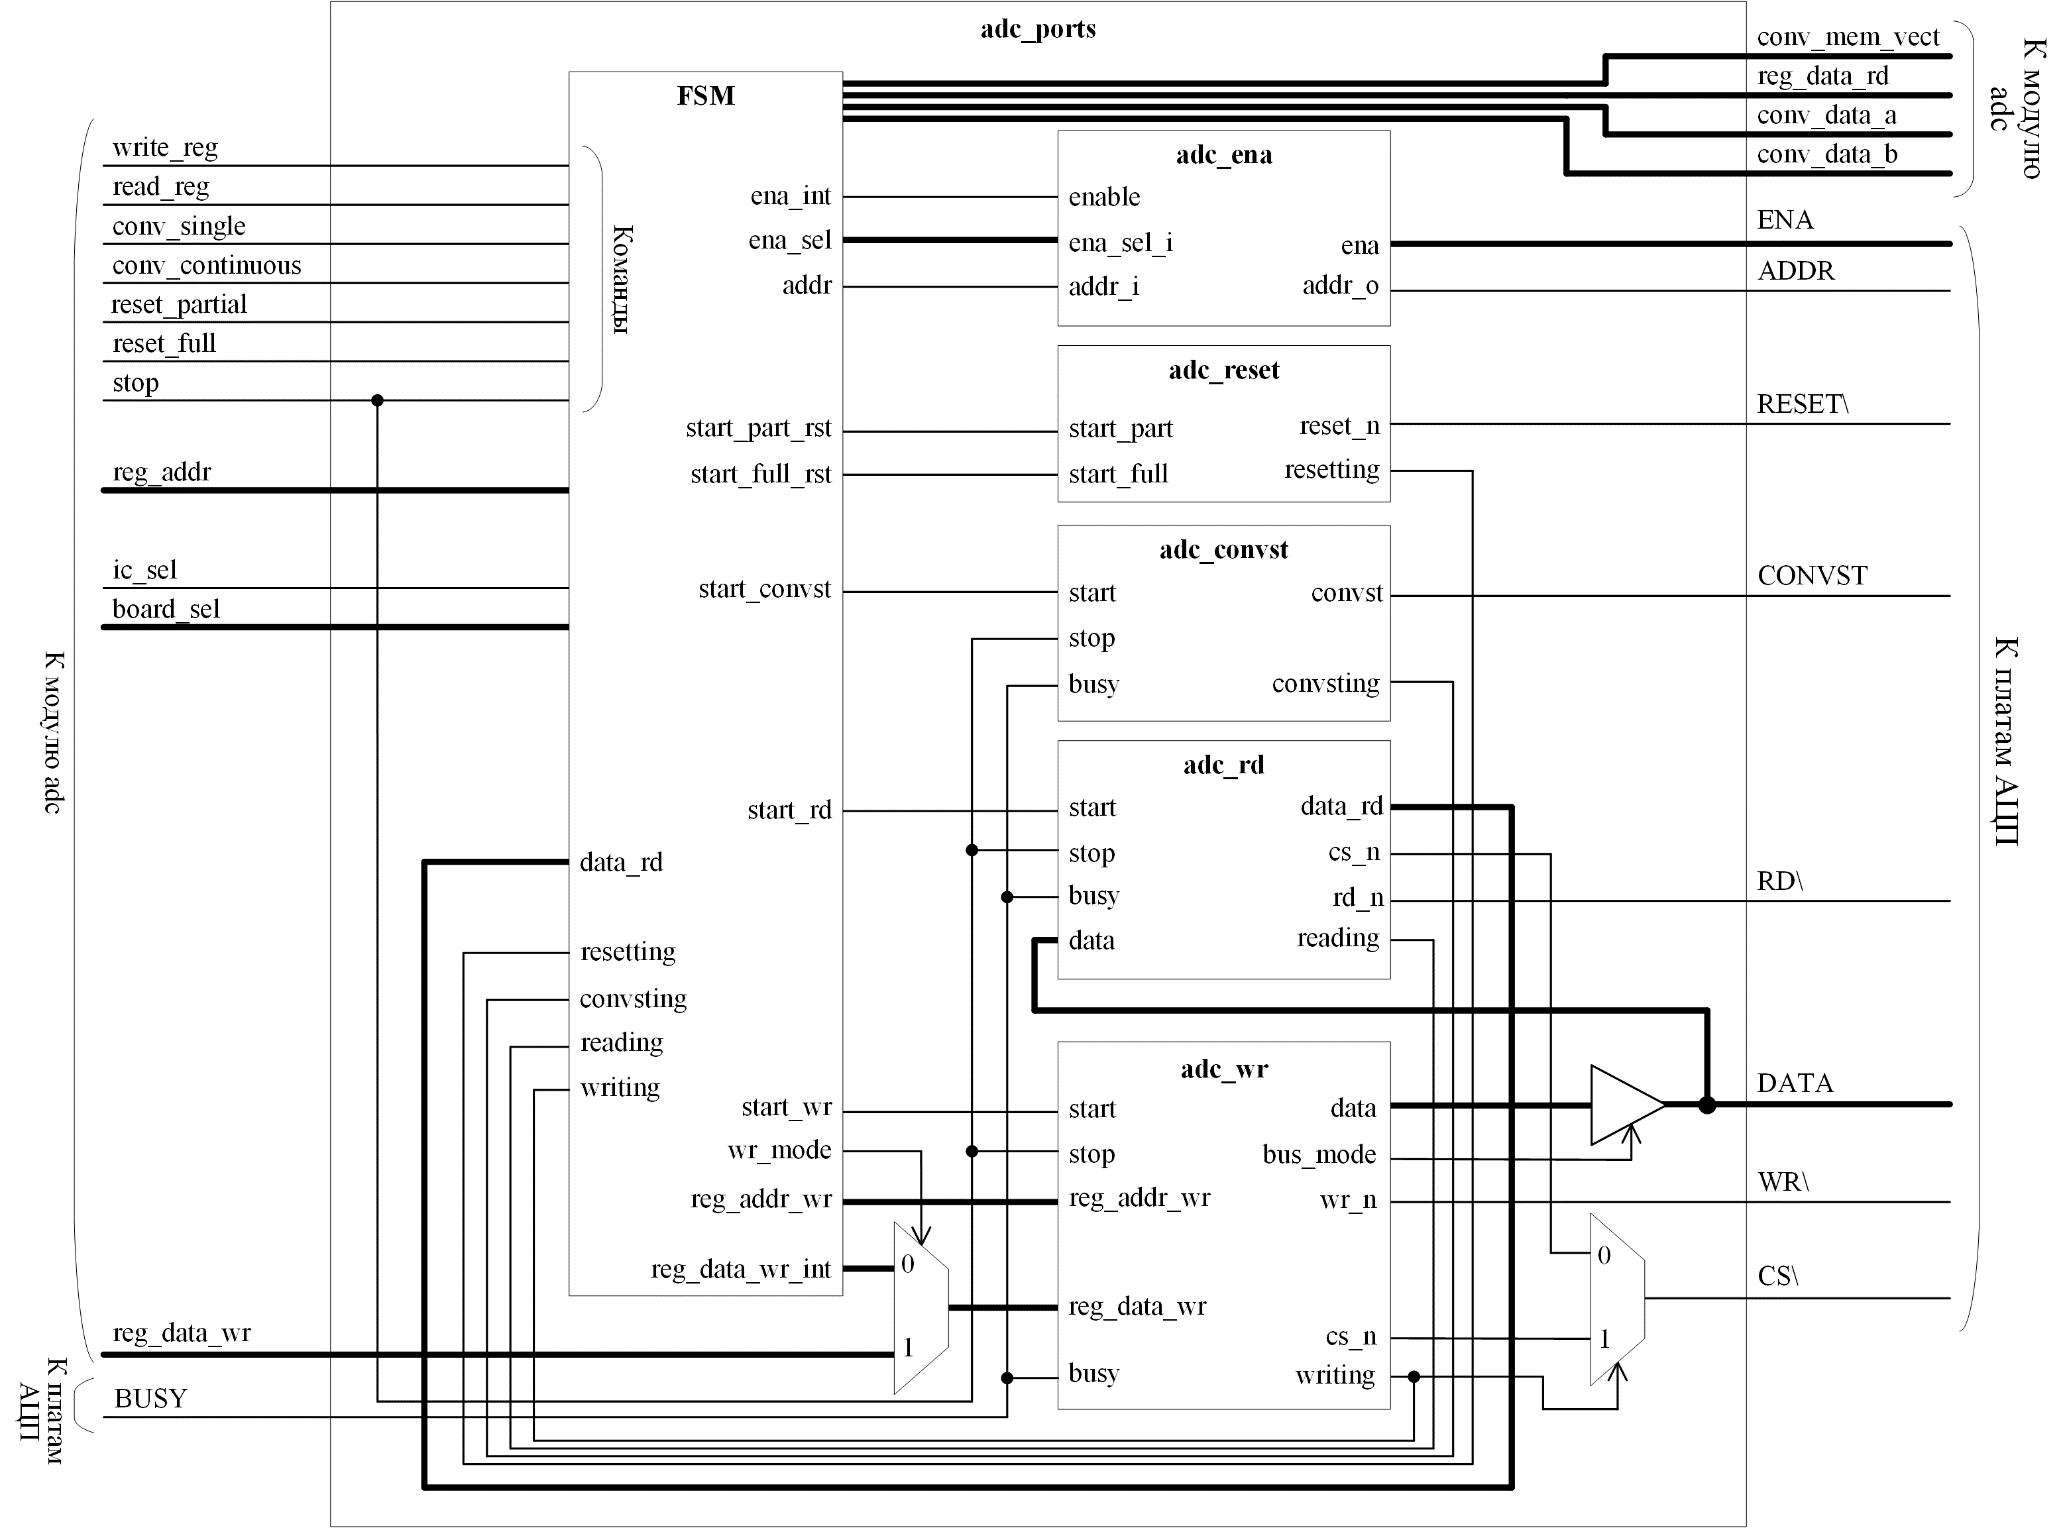 adc_ports
К модулю adc
write_reg
read_reg
conv_single
conv_continuous
reset_partial
reset_full
stop
reg_addr
ic_sel
board_sel
reg_data_wr
К платам
АЦП
BUSY
FSM
Команды
ena_int
ena_sel
addr
start_part_rst
start_full_rst
start_convst
start_rd
data_rd
resetting
convsting
reading
writing
start_wr
wr_mode
reg_addr_wr
reg_data_wr_int
0
1
adc_ena
enable
ena_sel_i
addr_i
ena
addr_o
adc_reset
start_part
start_full
reset_n
resetting
adc_convst
start
stop
busy
convst
convsting
adc_rd
start
stop
busy
data
data_rd
cs_n
rd_n
reading
adc_wr
start
stop
reg_addr_wr
reg_data_wr
busy
data
bus_mode
wr_n
cs_n
writing
0
1
conv_mem_vect
reg_data_rd
conv_data_a
conv_data_b
К модулю
adc
ENA
ADDR
RESET\
CONVST
RD\
DATA
WR\
CS\
К платам АЦП